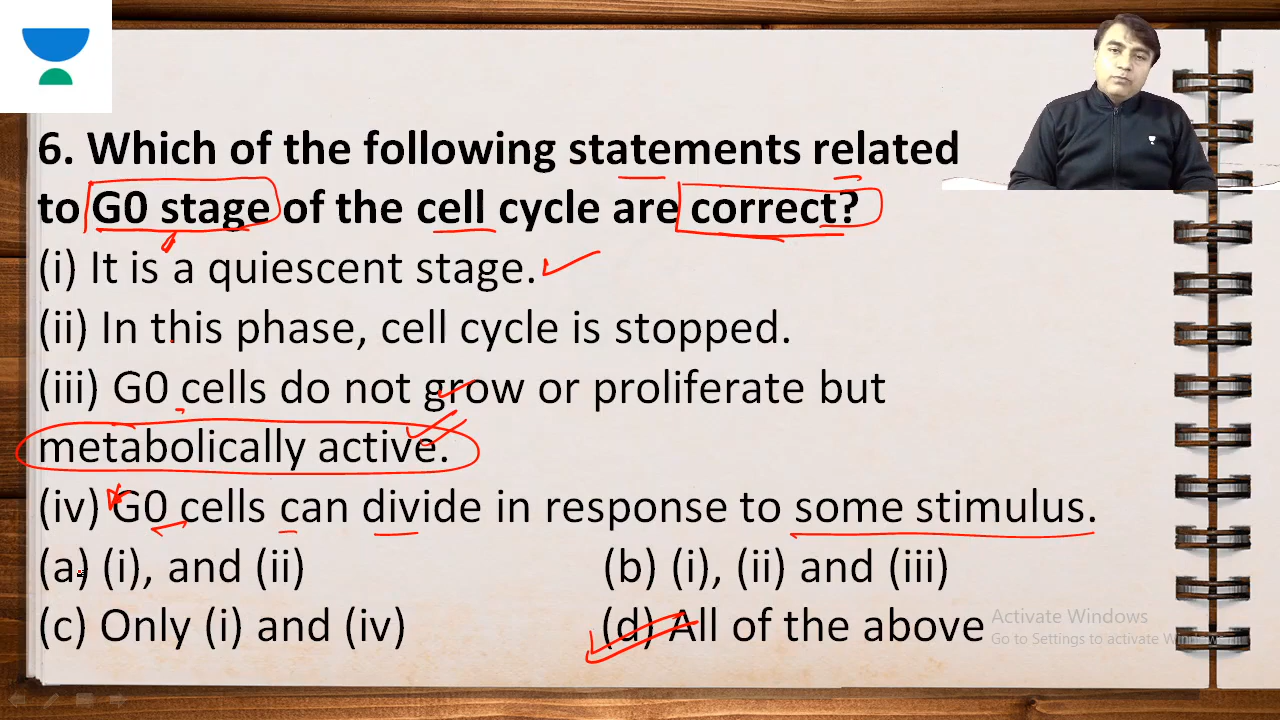 6. Which of the following statements related
to G0 stage of the cell cycle are correct?
(i) It is a quiescent stage.
(ii) In this phase, cell cycle is stopped.
(iii) G0 cells do not grow or proliferate but
metabolically active.
(iv) G0 cells can divide in response to some stimulus.
(a) (i), and (ii) (b) (i), (ii) and (iii)
(c) Only (i) and (iv) (d) All of the above
Activate Windows
Go to Settings to activate Windows.